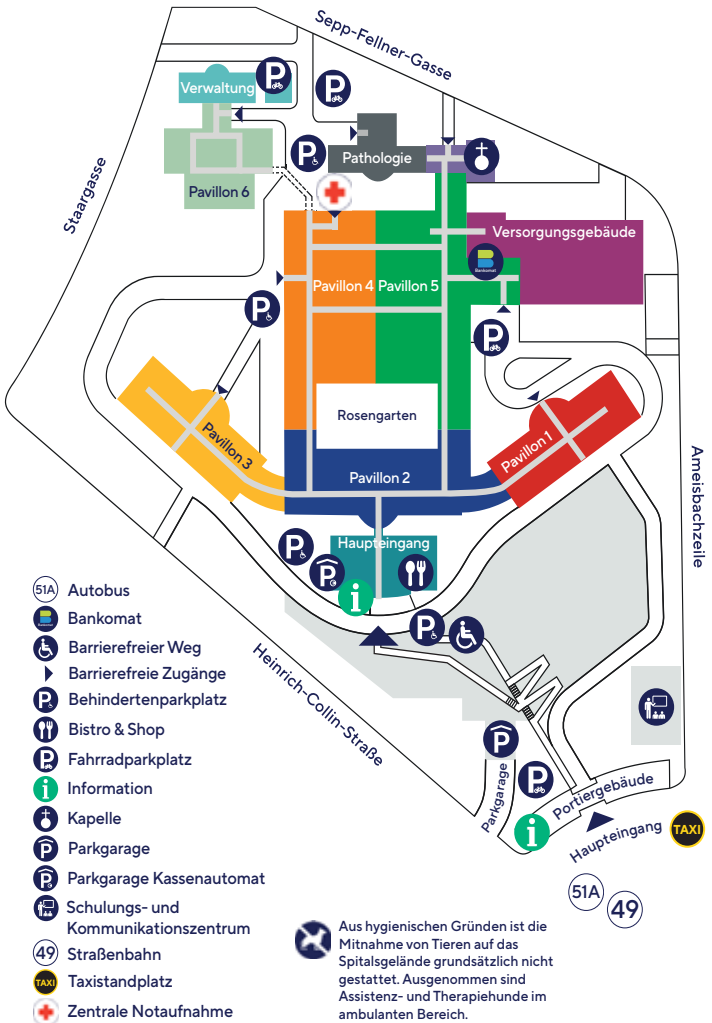 Sepp-Fellner-Gasse
Verwaltung
P
P
P
Pathologie
Staargasse
Pavillon 6
Versorgungsgebäude
Bankomat
Pavillon 4
Pavillon 5
P
P
Rosengarten
Pavillon 3
Pavillon 1
Pavillon 2
Ameisbachzeile
Haupteingang
P
P
i
P
Heinrich-Collin-Straße
P
Parkgarage
P
Portiergebäude
i
Haupteingang
TAXI
51A
49
51A Autobus
Bankomat Bankomat
Barrierefreier Weg
Barrierefreie Zugänge
P Behindertenparkplatz
Bistro & Shop
P Fahrradparkplatz
i Information
Kapelle
P Parkgarage
P Parkgarage Kassenautomat
Schulungs- und
Kommunikationszentrum
49 Straßenbahn
TAXI Taxistandplatz
Zentrale Notaufnahme
Aus hygienischen Gründen ist die
Mitnahme von Tieren auf das
Spitalsgelände grundsätzlich nicht
gestattet. Ausgenommen sind
Assistenz- und Therapiehunde im
ambulanten Bereich.